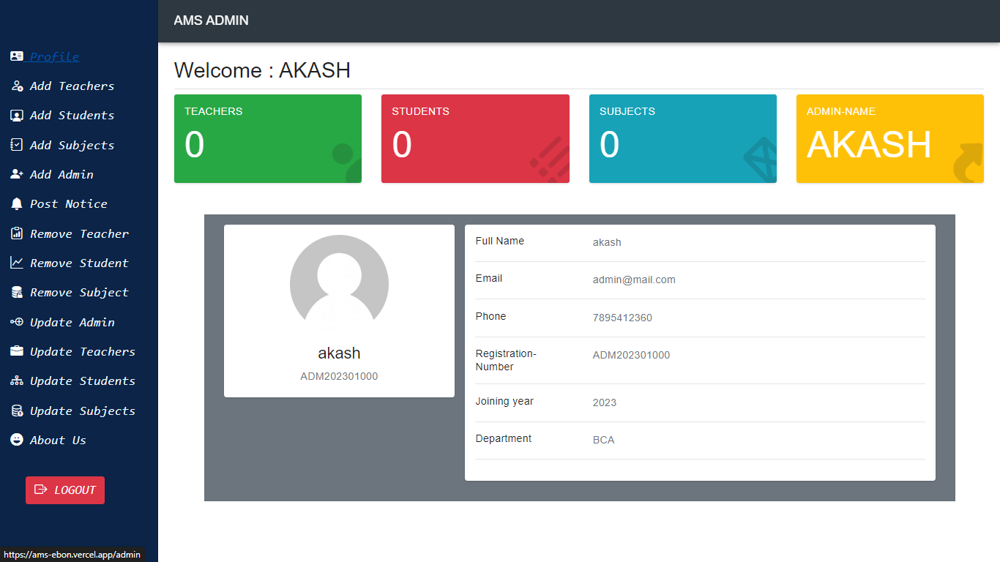 AMS ADMIN
Profile
Add Teachers
Add Students
Add Subjects
Add Admin
Post Notice
Remove Teacher
Remove Student
Remove Subject
Update Admin
Update Teachers
Update Students
Update Subjects
About Us
LOGOUT
https://ams-ebon.vercel.app/admin
Welcome : AKASH
TEACHERS
0
STUDENTS
0
SUBJECTS
0
ADMIN-NAME
AKASH
akash
ADM202301000
Full Name akash
Email admin@mail.com
Phone 7895412360
Registration-
Number ADM202301000
Joining year 2023
Department BCA